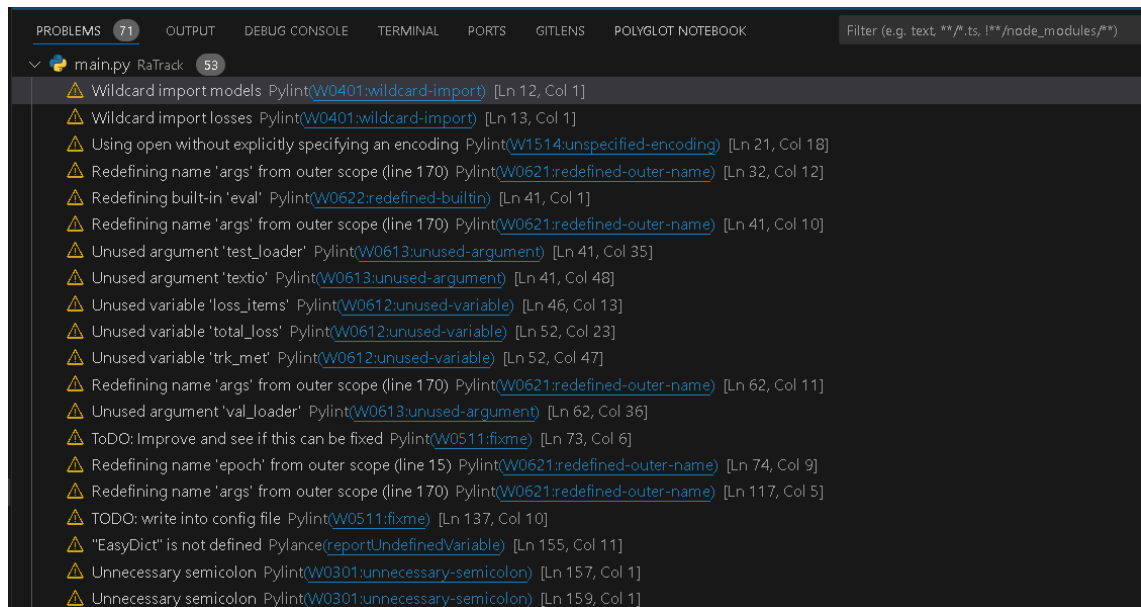 PROBLEMS 71 OUTPUT DEBUG CONSOLE TERMINAL PORTS GITLENS POLYGLOT NOTEBOOK Filter (e.g. text, **/*.ts, !**/node_modules/**)
main.py RaTrack 53
Wildcard import models Pylint(W0401:wildcard-import) [Ln 12, Col 1]
Wildcard import losses Pylint(W0401:wildcard-import) [Ln 13, Col 1]
Using open without explicitly specifying an encoding Pylint(W1514:unspecified-encoding) [Ln 21, Col 18]
Redefining name 'args' from outer scope (line 170) Pylint(W0621:redefined-outer-name) [Ln 32, Col 12]
Redefining built-in 'eval' Pylint(W0622:redefined-builtin) [Ln 41, Col 1]
Redefining name 'args' from outer scope (line 170) Pylint(W0621:redefined-outer-name) [Ln 41, Col 10]
Unused argument 'test_loader' Pylint(W0613:unused-argument) [Ln 41, Col 35]
Unused argument 'textio' Pylint(W0613:unused-argument) [Ln 41, Col 48]
Unused variable 'loss_items' Pylint(W0612:unused-variable) [Ln 46, Col 13]
Unused variable 'total_loss' Pylint(W0612:unused-variable) [Ln 52, Col 23]
Unused variable 'trk_met' Pylint(W0612:unused-variable) [Ln 52, Col 47]
Redefining name 'args' from outer scope (line 170) Pylint(W0621:redefined-outer-name) [Ln 62, Col 11]
Unused argument 'val_loader' Pylint(W0613:unused-argument) [Ln 62, Col 36]
ToDO: Improve and see if this can be fixed Pylint(W0511:fixme) [Ln 73, Col 6]
Redefining name 'epoch' from outer scope (line 15) Pylint(W0621:redefined-outer-name) [Ln 74, Col 9]
Redefining name 'args' from outer scope (line 170) Pylint(W0621:redefined-outer-name) [Ln 117, Col 5]
TODO: write into config file Pylint(W0511:fixme) [Ln 137, Col 10]
"EasyDict" is not defined Pylance(reportUndefinedVariable) [Ln 155, Col 11]
Unnecessary semicolon Pylint(W0301:unnecessary-semicolon) [Ln 157, Col 1]
Unnecessary semicolon Pylint(W0301:unnecessary-semicolon) [Ln 159, Col 1]